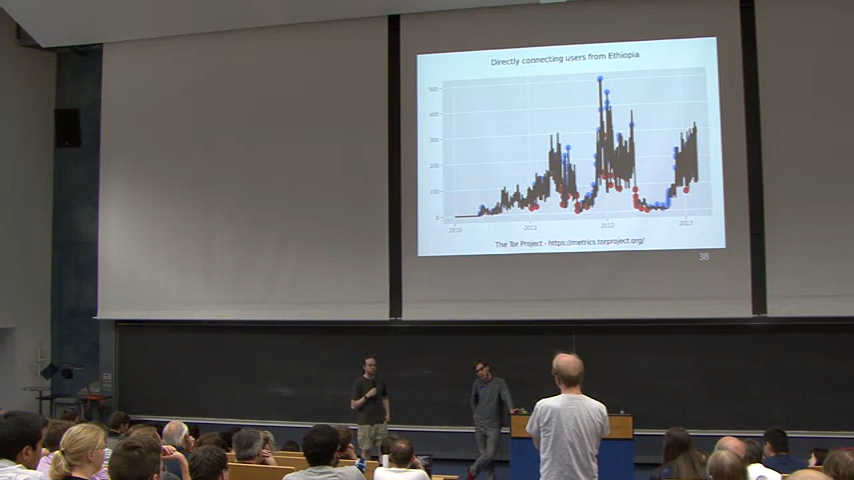 Directly connecting users from Ethiopia
500
400
300
200
100
0
2010 2011 2012 2013
The Tor Project - https://metrics.torproject.org/
38